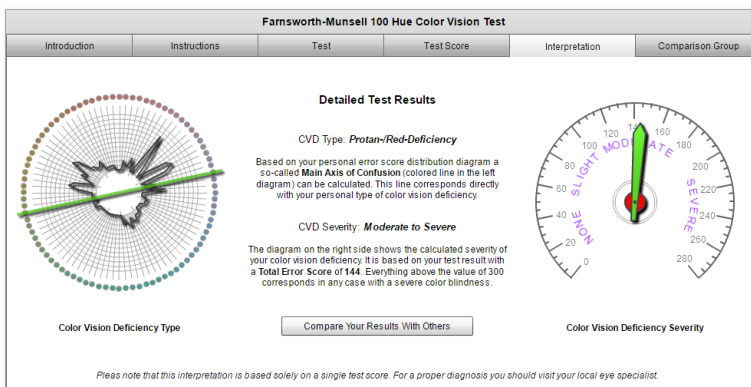 Farnsworth-Munsell 100 Hue Color Vision Test
Introduction
Instructions
Test
Test Score
Interpretation
Comparison Group
Detailed Test Results
CVD Type: Protan-/Red-Deficiency
Based on your personal error score distribution diagram a
so-called Main Axis of Confusion (colored line in the left
diagram) can be calculated. This line corresponds directly
with your personal type of color vision deficiency.
CVD Severity: Moderate to Severe
The diagram on the right side shows the calculated severity of
your color vision deficiency. It is based on your test result with
a Total Error Score of 144. Everything above the value of 300
corresponds in any case with a severe color blindness.
0
20
40
60
80
100
120
160
180
200
220
240
260
280
NONE SLIGHT MODERATE SEVERE
Color Vision Deficiency Type
Compare Your Results With Others
Color Vision Deficiency Severity
Pleas note that this interpretation is based solely on a single test score. For a proper diagnosis you should visit your local eye specialist.